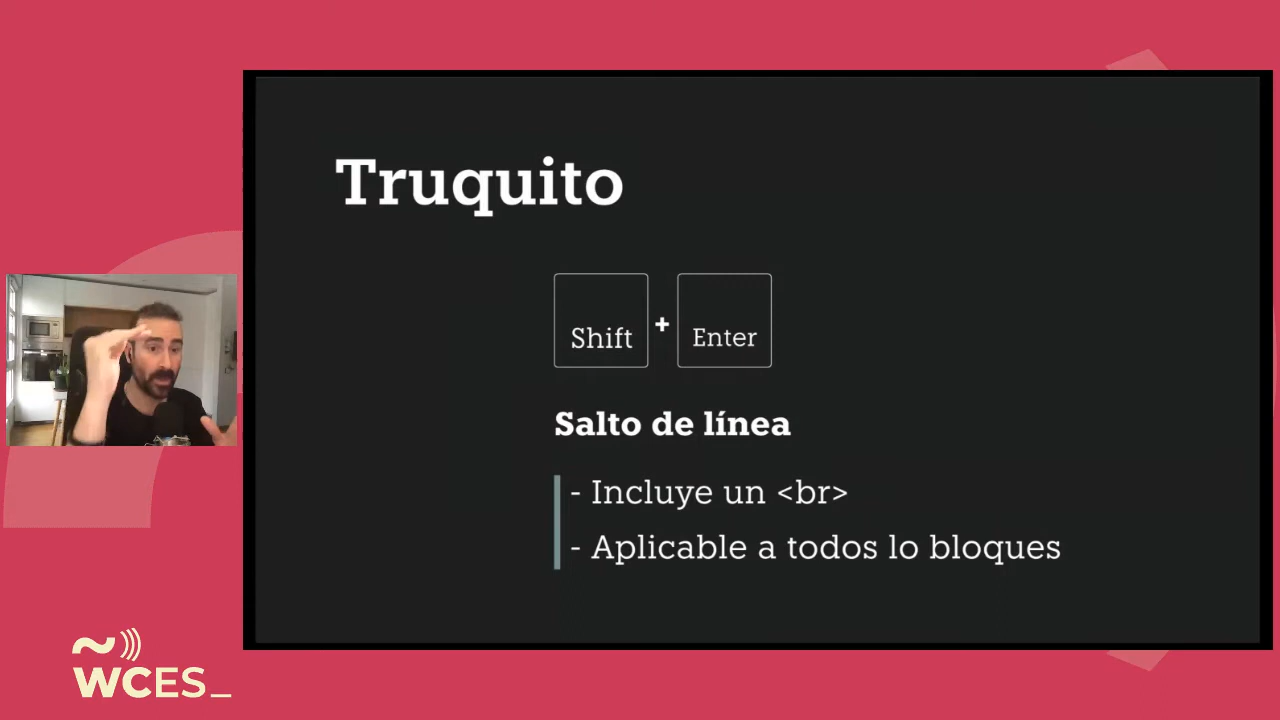 Truquito
Shift + Enter
Salto de línea
- Incluye un <br>
- Aplicable a todos lo bloques
~
WCES_